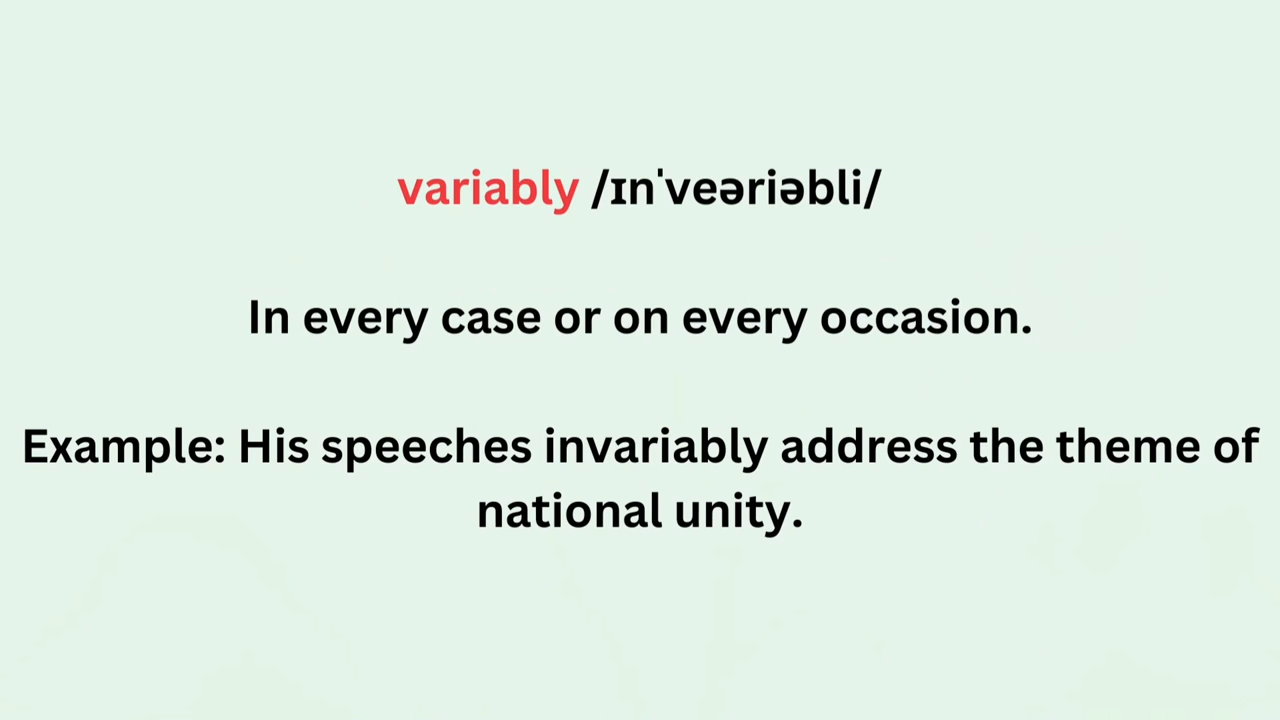 variably /ɪnˈveəriəbli/
In every case or on every occasion.
Example: His speeches invariably address the theme of
national unity.